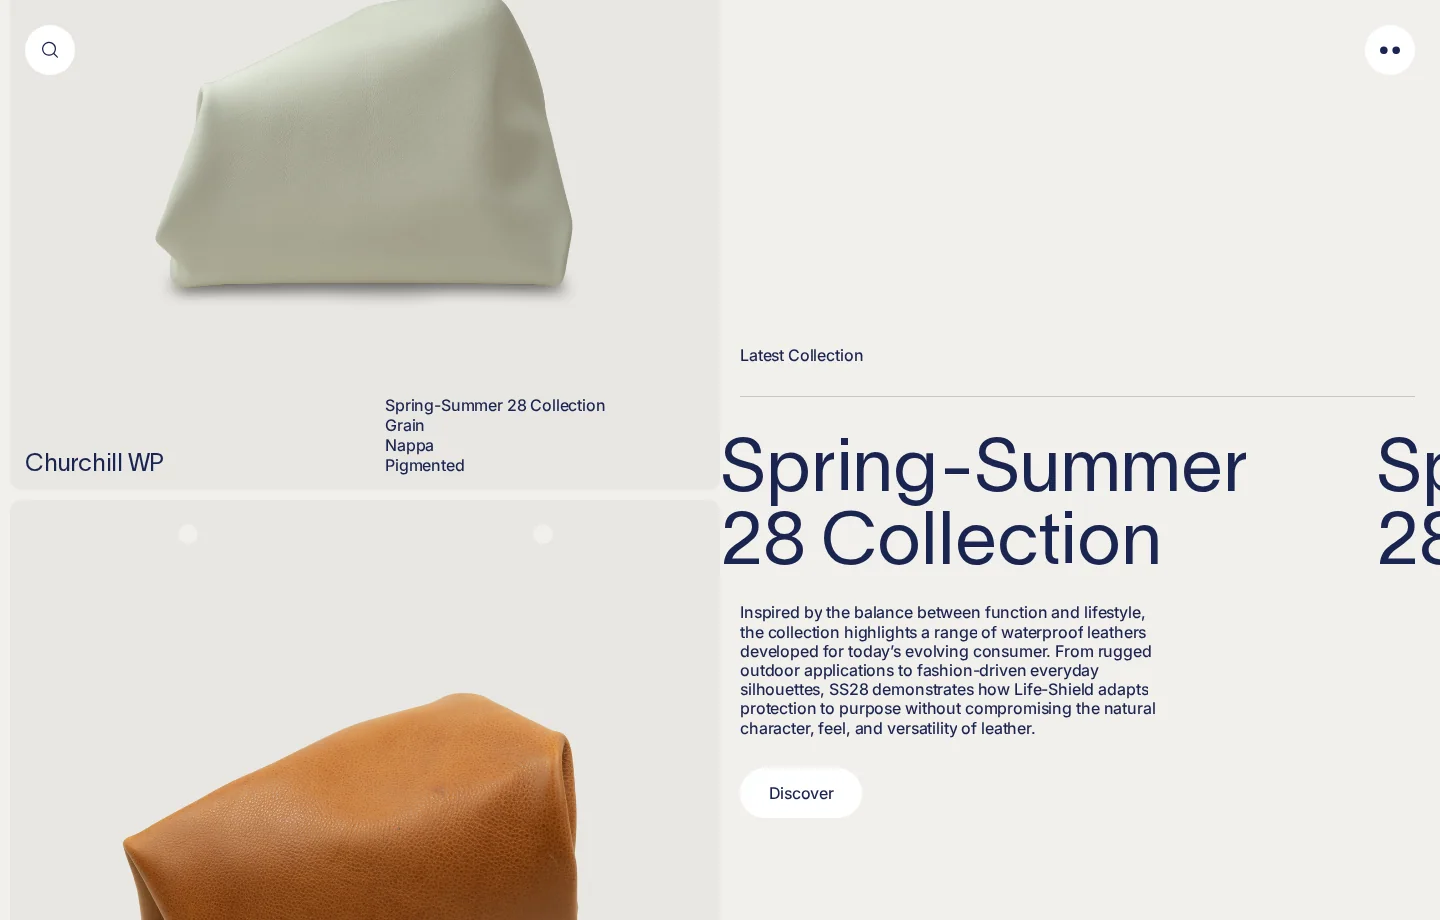 Spring-Summer 28 Collection
Grain
Nappa
Pigmented
Churchill WP
Latest Collection
Spring-Summer
28 Collection
Sp
28
Inspired by the balance between function and lifestyle,
the collection highlights a range of waterproof leathers
developed for today’s evolving consumer. From rugged
outdoor applications to fashion-driven everyday
silhouettes, SS28 demonstrates how Life-Shield adapts
protection to purpose without compromising the natural
character, feel, and versatility of leather.
Discover